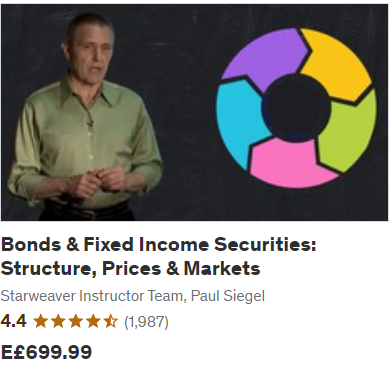 Bonds & Fixed Income Securities:
Structure, Prices & Markets
Starweaver Instructor Team, Paul Siegel
4.4 (1,987)
E£699.99